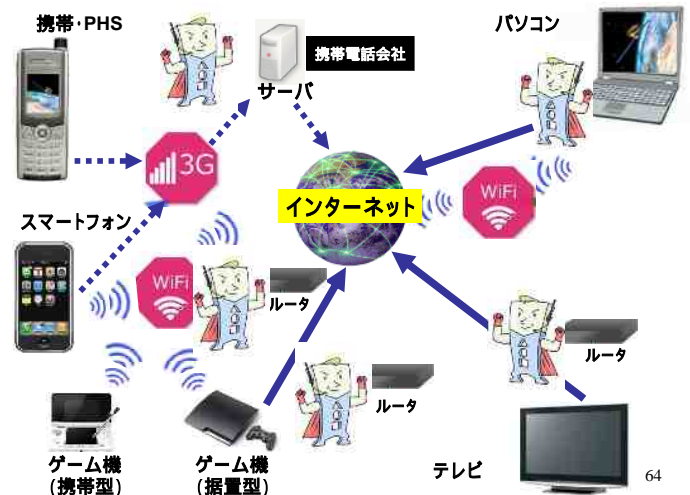 携帯・PHS
サーバ
携帯電話会社
パソコン
3G
インターネット
WiFi
スマートフォン
WiFi
ルータ
ルータ
ルータ
ゲーム機
(携帯型)
ゲーム機
(据置型)
テレビ
64